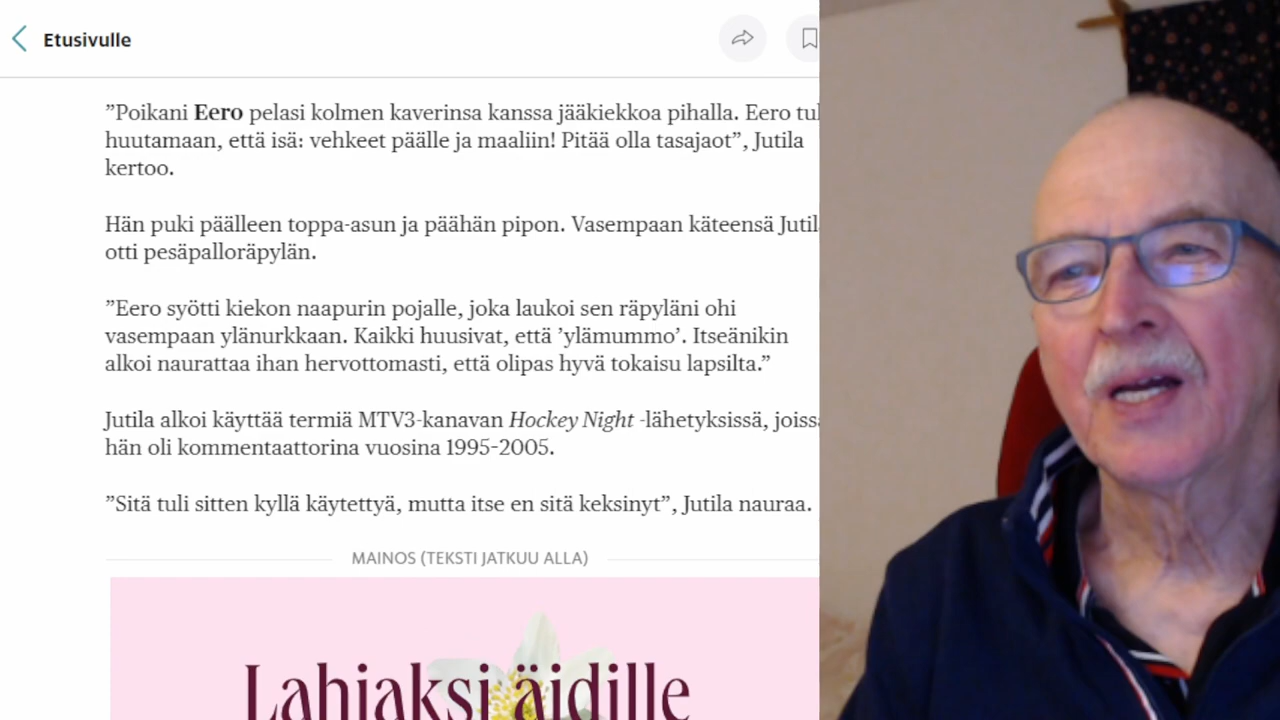 Etusivulle
”Poikani Eero pelasi kolmen kaverinsa kanssa jääkiekkoa pihalla. Eero
huutamaan, että isä: vehkeet päälle ja maaliin! Pitää olla tasajaot”, Jutila
kertoo.
Hän puki päälleen toppa-asun ja päähän pipon. Vasempaan käteensä
otti pesäpalloräpylän.
”Eero syötti kiekon naapurin pojalle, joka laukoi sen räpyläni ohi
vasempaan ylänurkkaan. Kaikki huusivat, että ’ylämummo’. Itseänikin
alkoi naurattaa ihan hervottomasti, että olipas hyvä tokaisu lapsilta.”
Jutila alkoi käyttää termiä MTV3-kanavan Hockey Night -lähetyksissä,
hän oli kommentaattorina vuosina 1995-2005.
”Sitä tuli sitten kyllä käytettyä, mutta itse en sitä keksinyt”, Jutila nauraa.
MAINOS (TEKSTI JATKUU ALLA)
Lahjaksi äidille